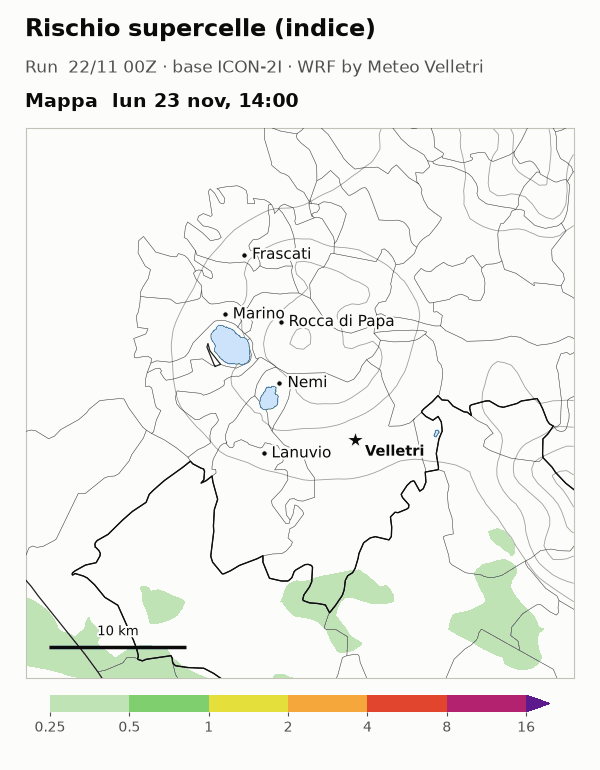 Rischio supercelle (indice)
Run 22/11 00Z · base ICON-2I · WRF by Meteo Velletri
Mappa lun 23 nov, 14:00
Frascati
Marino
Rocca di Papa
Nemi
Velletri
Lanuvio
10 km
0.25 0.5 1 2 4 8 16